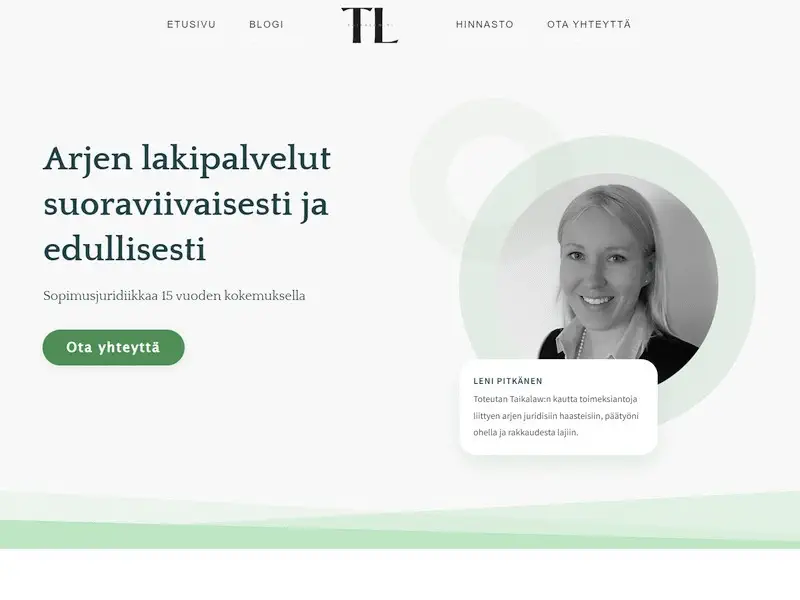 ETUSIVU BLOGI TL HINNASTO OTA YHTEYTTÄ
Arjen lakipalvelut
suoraviivaisesti ja
edullisesti
Sopimusjuridiikkaa 15 vuoden kokemuksella
Ota yhteyttä
LENI PITKÄNEN
Toteutan Taikalaw:n kautta toimeksiantoja
liittyen arjen juridisiin haasteisiin, päätyöni
ohella ja rakkaudesta lajiin.